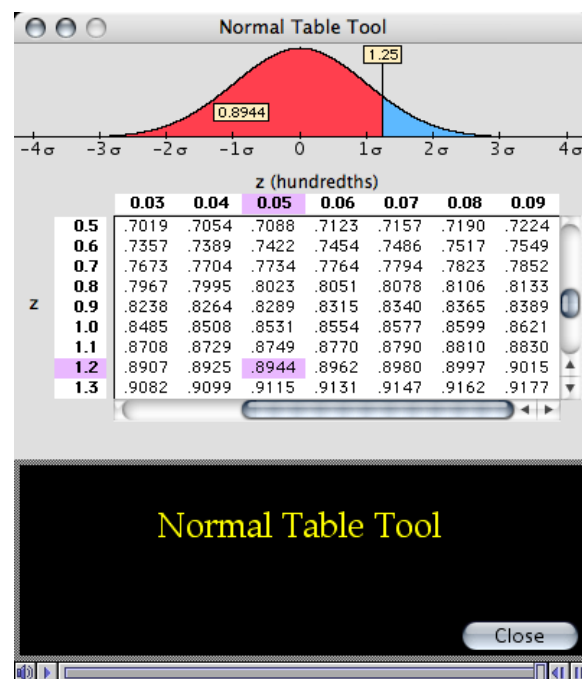 Normal Table Tool
1.25
0.8944
-4σ -3σ -2σ -1σ 0 1σ 2σ 3σ 4σ
z (hundredths)
0.03 0.04 0.05 0.06 0.07 0.08 0.09
0.5 .7019 .7054 .7088 .7123 .7157 .7190 .7224
0.6 .7357 .7389 .7422 .7454 .7486 .7517 .7549
0.7 .7673 .7704 .7734 .7764 .7794 .7823 .7852
0.8 .7967 .7995 .8023 .8051 .8078 .8106 .8133
z 0.9 .8238 .8264 .8289 .8315 .8340 .8365 .8389
1.0 .8485 .8508 .8531 .8554 .8577 .8599 .8621
1.1 .8708 .8729 .8749 .8770 .8790 .8810 .8830
1.2 .8907 .8925 .8944 .8962 .8980 .8997 .9015
1.3 .9082 .9099 .9115 .9131 .9147 .9162 .9177
Normal Table Tool
Close